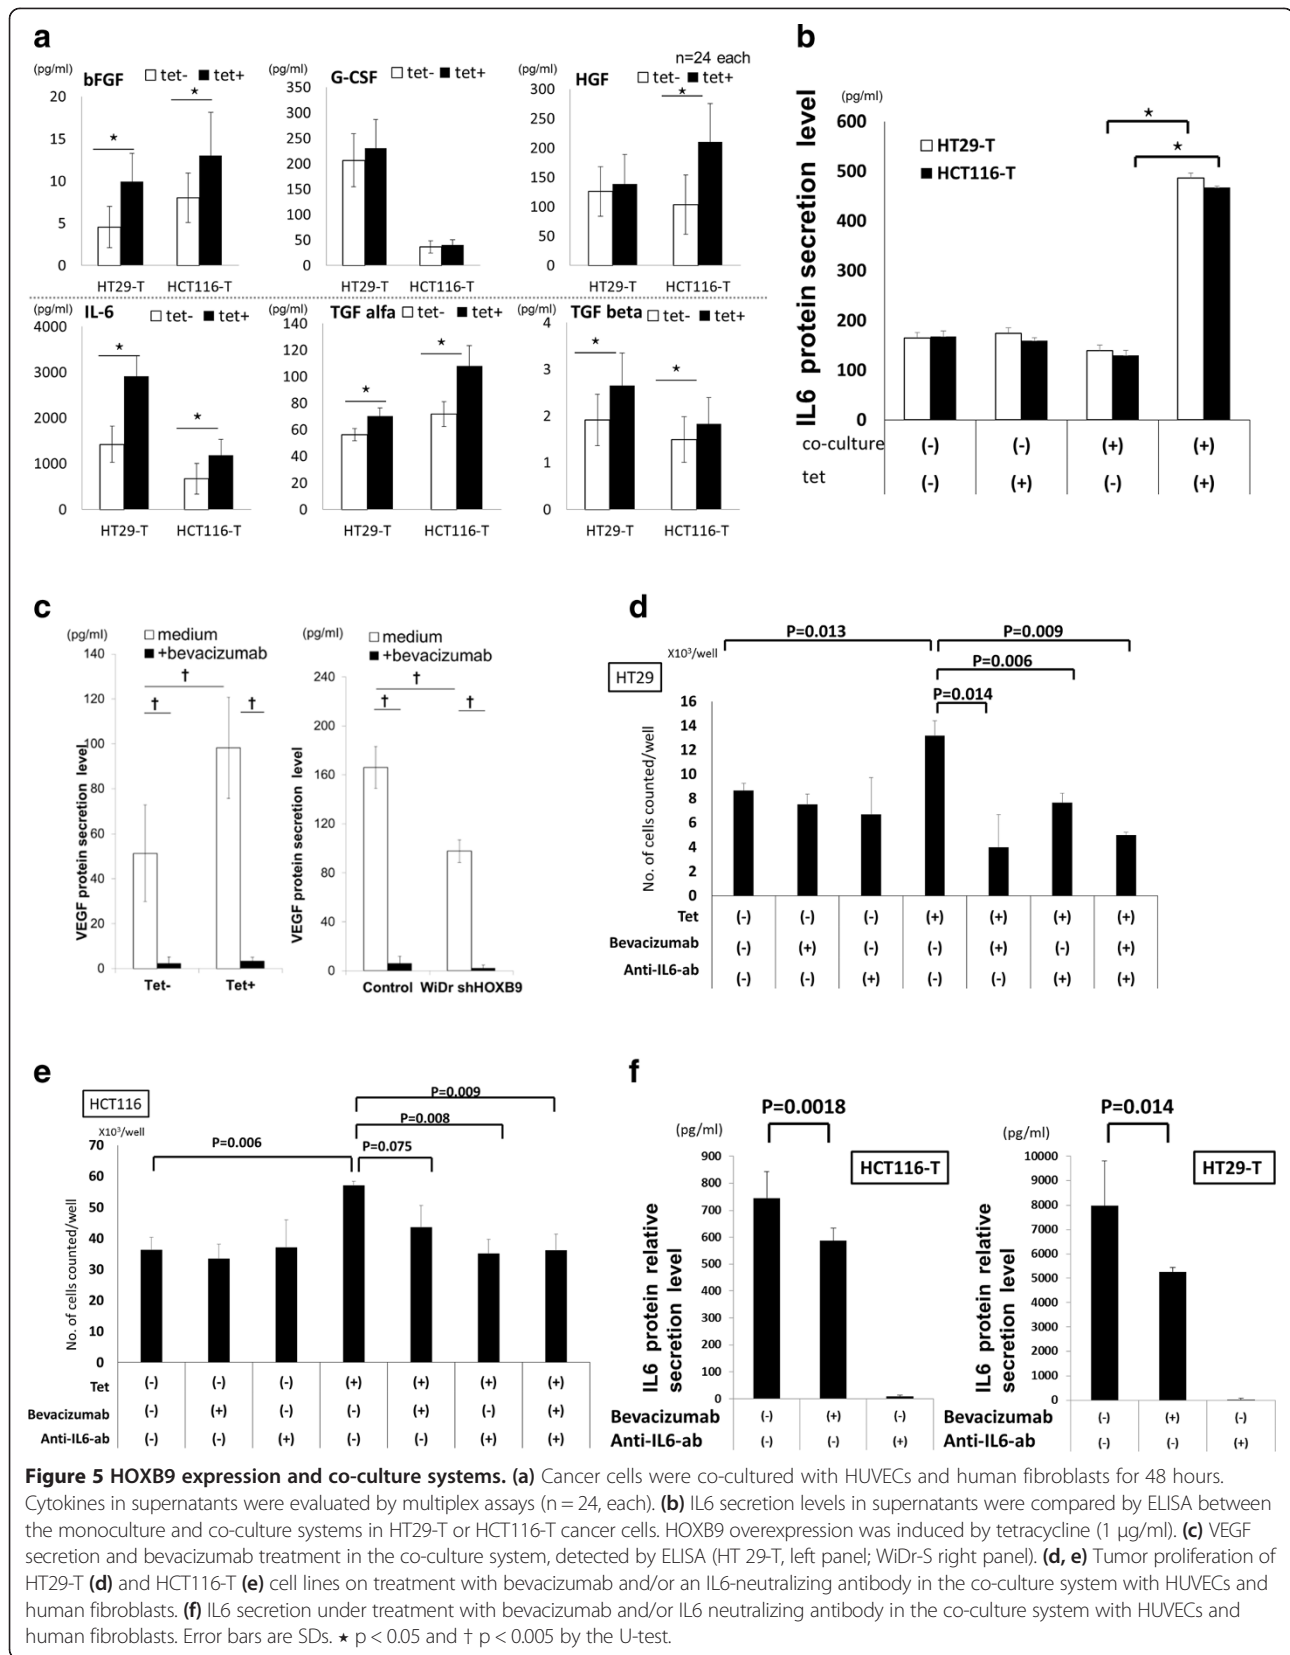 a
n=24 each
(pg/ml)
bFGF
tet-
tet+
20
15
10
5
0
HT29-T
HCT116-T
(pg/ml)
G-CSF
tet-
tet+
350
300
250
200
150
100
50
0
HT29-T
HCT116-T
(pg/ml)
HGF
tet-
tet+
300
250
200
150
100
50
0
HT29-T
HCT116-T
(pg/ml)
IL-6
tet-
tet+
4000
3000
2000
1000
0
HT29-T
HCT116-T
(pg/ml)
TGF alfa
tet-
tet+
140
120
100
80
60
40
20
0
HT29-T
HCT116-T
(pg/ml)
TGF beta
tet-
tet+
4
3
2
1
0
HT29-T
HCT116-T
b
(pg/ml)
IL6 protein secretion level
600
500
400
300
200
100
0
HT29-T
HCT116-T
co-culture (-) (-) (+) (+)
tet (-) (+) (-) (+)
c
(pg/ml)
medium
+bevacizumab
VEGF protein secretion level
140
120
100
80
60
40
20
0
† † †
Tet- Tet+
(pg/ml)
medium
+bevacizumab
VEGF protein secretion level
240
200
160
120
80
40
0
† † †
Control WiDr shHOXB9
d
X10³/well
HT29
No. of cells counted/well
P=0.013
P=0.009
P=0.006
P=0.014
16
14
12
10
8
6
4
2
0
Tet (-) (-) (-) (+) (+) (+) (+)
Bevacizumab (-) (+) (-) (-) (+) (-) (+)
Anti-IL6-ab (-) (-) (+) (-) (-) (+) (+)
e
HCT116
X10³/well
No. of cells counted/well
P=0.009
P=0.008
P=0.006
P=0.075
70
60
50
40
30
20
10
0
Tet (-) (-) (-) (+) (+) (+) (+)
Bevacizumab (-) (+) (-) (-) (+) (-) (+)
Anti-IL6-ab (-) (-) (+) (-) (-) (+) (+)
f
P=0.0018
(pg/ml)
HCT116-T
IL6 protein relative
secretion level
900
800
700
600
500
400
300
200
100
0
Bevacizumab (-) (+) (-)
Anti-IL6-ab (-) (-) (+)
P=0.014
(pg/ml)
HT29-T
IL6 protein relative
secretion level
10000
9000
8000
7000
6000
5000
4000
3000
2000
1000
0
Bevacizumab (-) (+) (-)
Anti-IL6-ab (-) (-) (+)
Figure 5 HOXB9 expression and co-culture systems. (a) Cancer cells were co-cultured with HUVECs and human fibroblasts for 48 hours.
Cytokines in supernatants were evaluated by multiplex assays (n = 24, each). (b) IL6 secretion levels in supernatants were compared by ELISA between
the monoculture and co-culture systems in HT29-T or HCT116-T cancer cells. HOXB9 overexpression was induced by tetracycline (1 μg/ml). (c) VEGF
secretion and bevacizumab treatment in the co-culture system, detected by ELISA (HT 29-T, left panel; WiDr-S right panel). (d, e) Tumor proliferation of
HT29-T (d) and HCT116-T (e) cell lines on treatment with bevacizumab and/or an IL6-neutralizing antibody in the co-culture system with HUVECs and
human fibroblasts. (f) IL6 secretion under treatment with bevacizumab and/or IL6 neutralizing antibody in the co-culture system with HUVECs and
human fibroblasts. Error bars are SDs. ★ p < 0.05 and † p < 0.005 by the U-test.